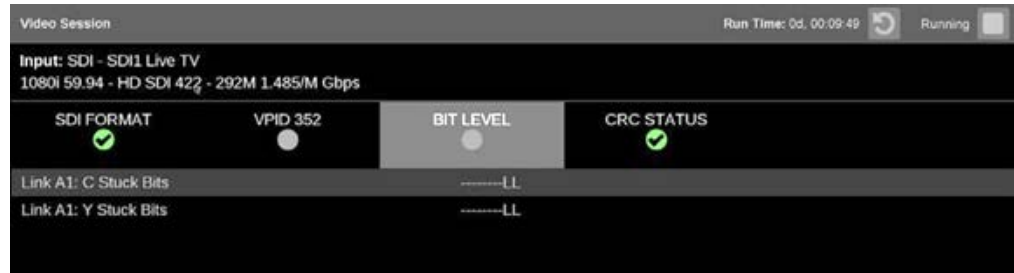 Video Session Run Time: 0d, 00:09:49 Running
Input: SDI - SDI1 Live TV
1080i 59.94 - HD SDI 422 - 292M 1.485/M Gbps
SDI FORMAT VPID 352 BIT LEVEL CRC STATUS
Link A1: C Stuck Bits --------LL
Link A1: Y Stuck Bits --------LL